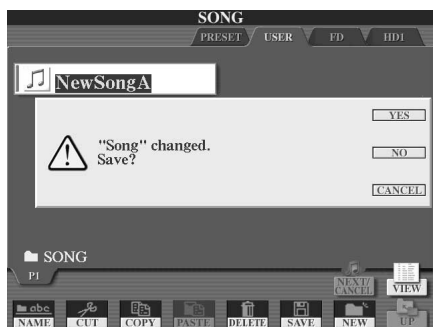 SONG
PRESET USER FD HD1
NewSongA
YES
"Song" changed.
Save?
NO
CANCEL
SONG
P1
NEXT/
CANCEL
VIEW
abc
NAME CUT COPY PASTE DELETE SAVE NEW UP